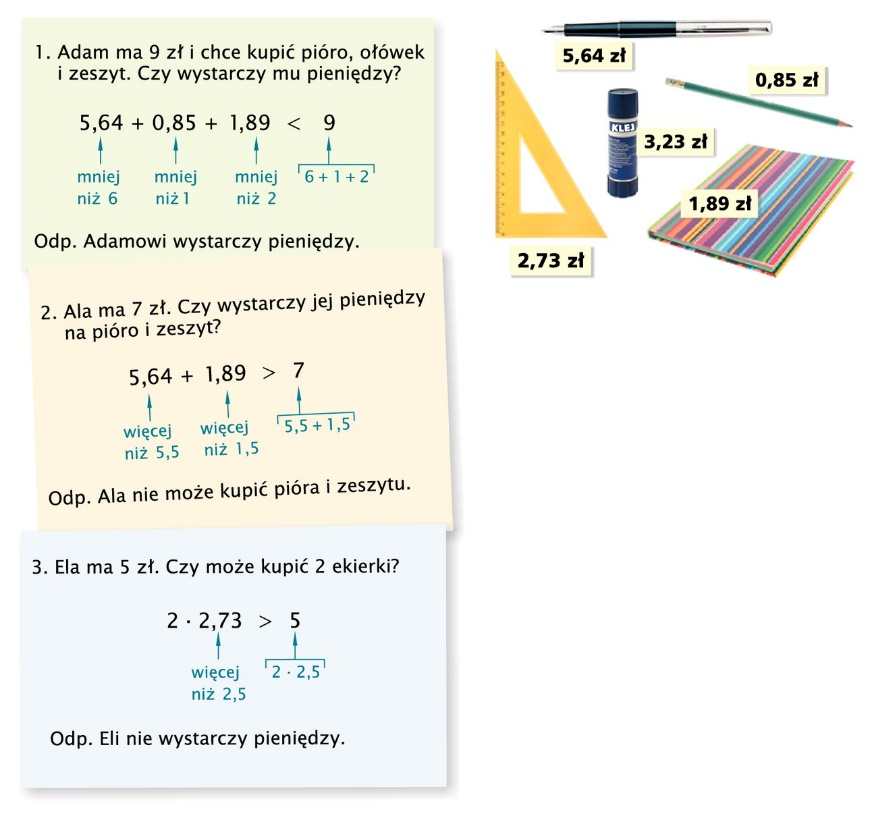 1. Adam ma 9 zł i chce kupić pióro, ołówek
i zeszyt. Czy wystarczy mu pieniędzy?
5,64 + 0,85 + 1,89 < 9
mniej mniej mniej 6 + 1 + 2
niż 6 niż 1 niż 2
Odp. Adamowi wystarczy pieniędzy.
2. Ala ma 7 zł. Czy wystarczy jej pieniędzy
na pióro i zeszyt?
5,64 + 1,89 > 7
więcej więcej 5,5 + 1,5
niż 5,5 niż 1,5
Odp. Ala nie może kupić pióra i zeszytu.
3. Ela ma 5 zł. Czy może kupić 2 ekierki?
2 · 2,73 > 5
więcej 2 · 2,5
niż 2,5
Odp. Eli nie wystarczy pieniędzy.
5,64 zł
0,85 zł
KLEJ
3,23 zł
1,89 zł
2,73 zł